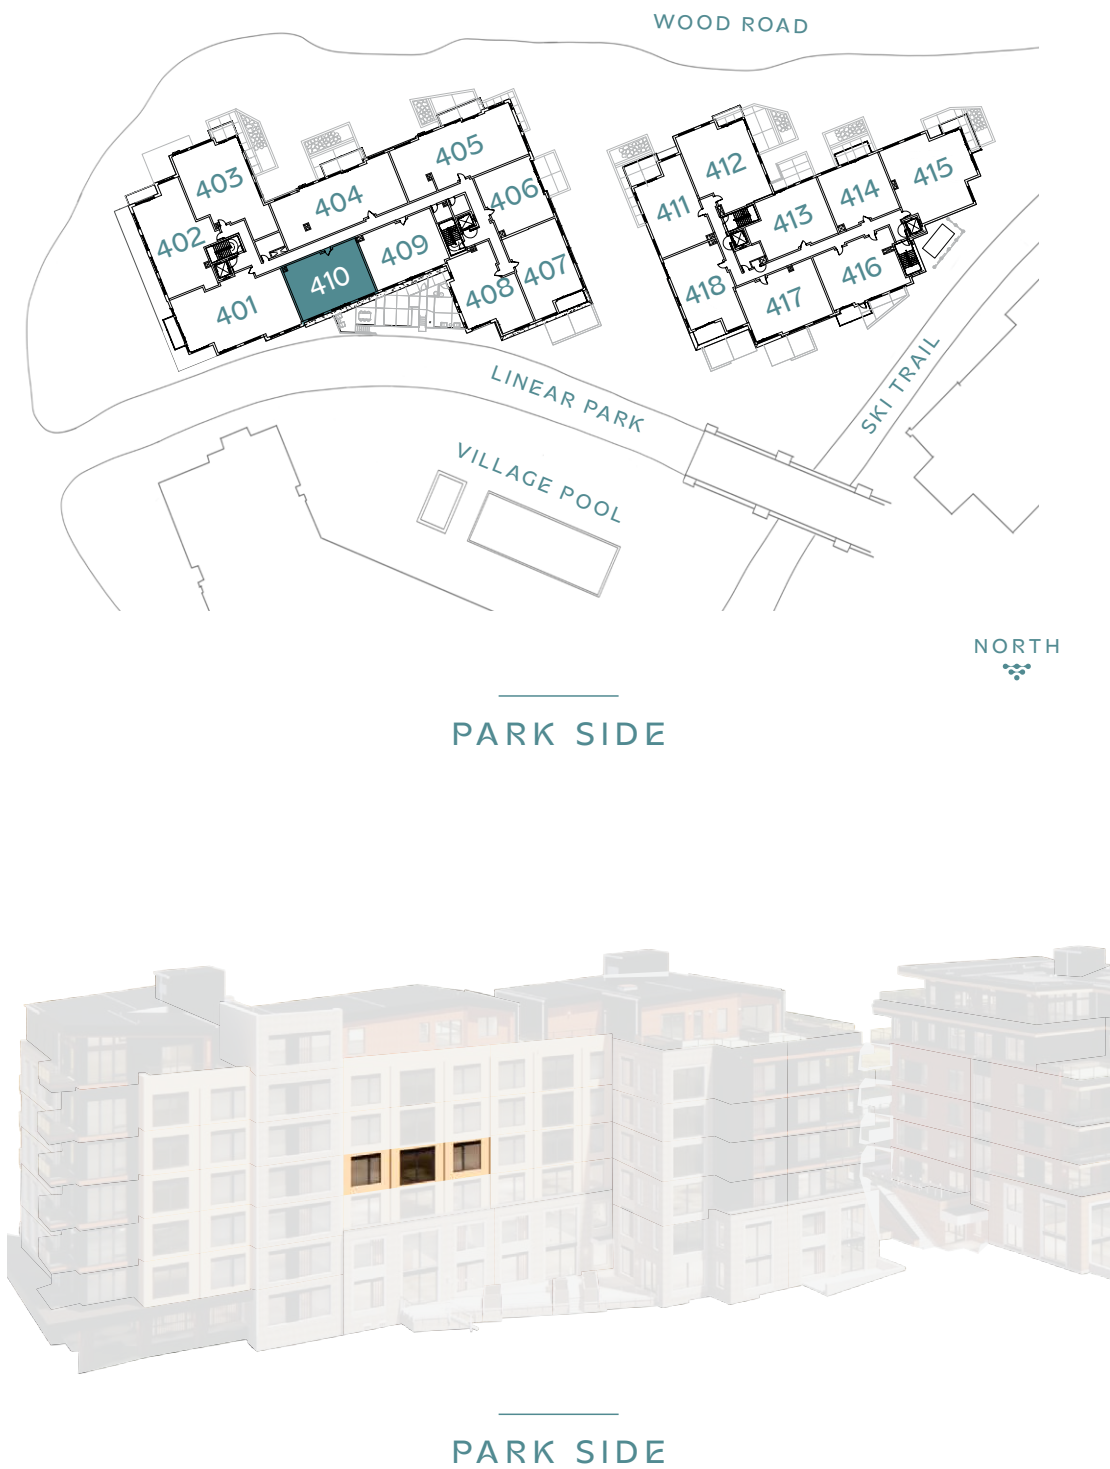 WOOD ROAD
405
403
412
415
404
406
414
411
413
402
409
407
416
410
408
418
401
417
LINEAR PARK
SKI TRAIL
VILLAGE POOL
NORTH
PARK SIDE
PARK SIDE